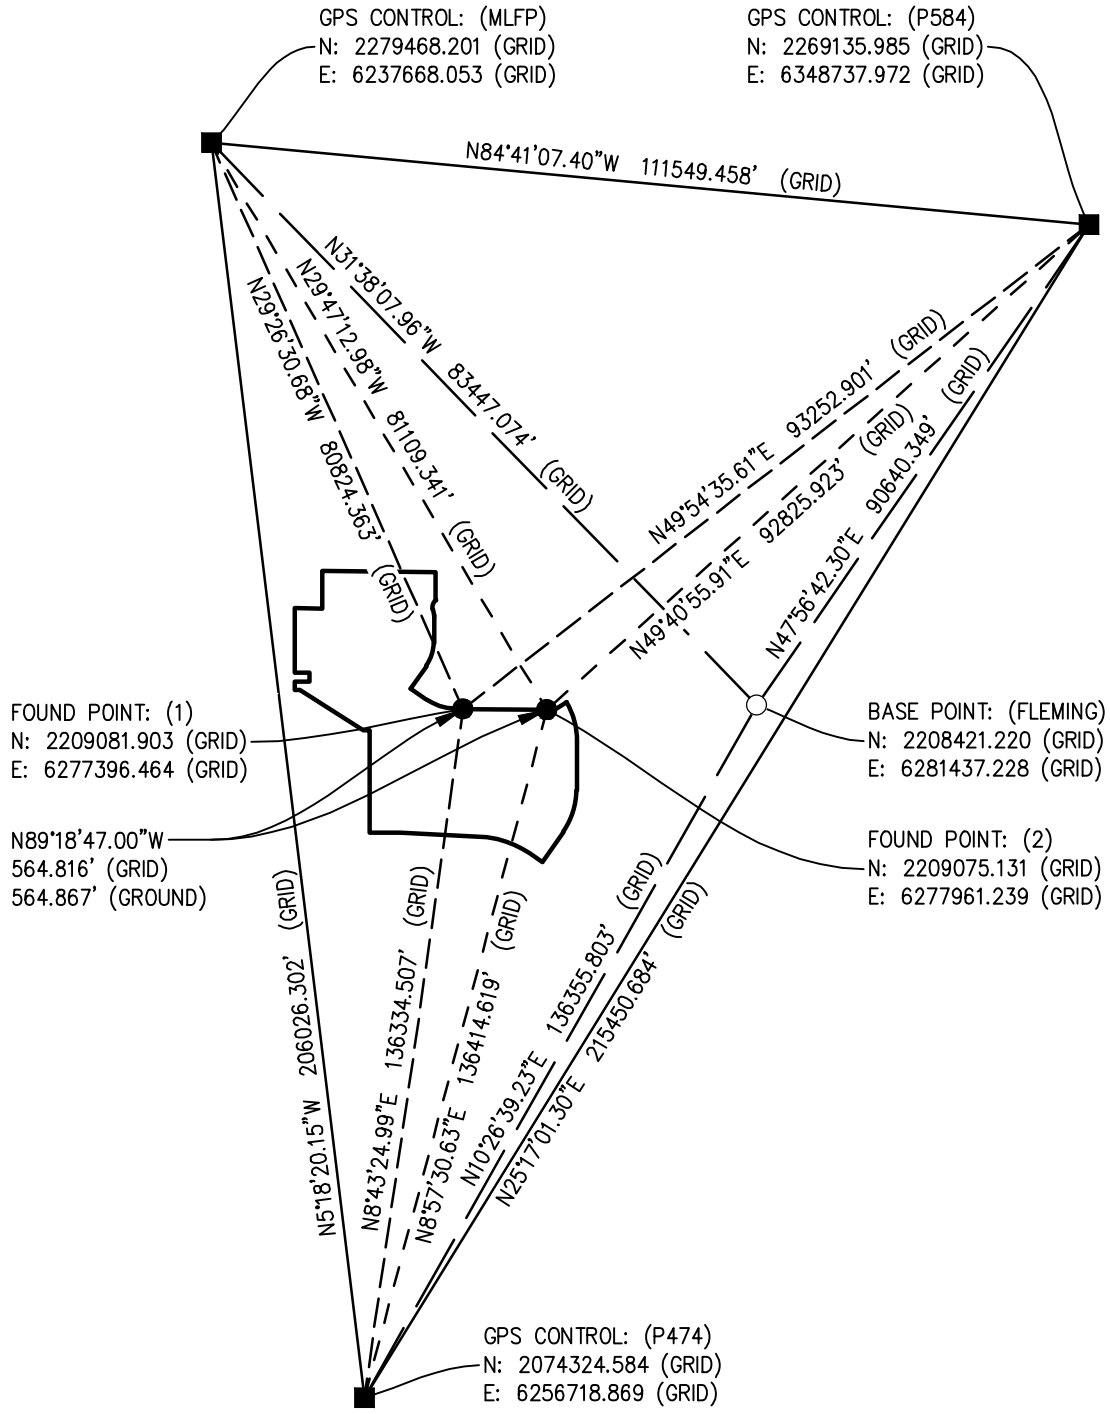 GPS CONTROL: (MLFP)
N: 2279468.201 (GRID)
E: 6237668.053 (GRID)
GPS CONTROL: (P584)
N: 2269135.985 (GRID)
E: 6348737.972 (GRID)
N84°41'07.40"W 111549.458' (GRID)
N31°38'07.96"W 83447.074' (GRID)
N29°47'12.98"W 81109.341' (GRID)
N29°26'30.68"W 80824.363' (GRID)
N49°54'35.61"E 93252.901' (GRID)
N49°40'55.91"E 92825.923' (GRID)
N47°56'42.30"E 90640.349' (GRID)
FOUND POINT: (1)
N: 2209081.903 (GRID)
E: 6277396.464 (GRID)
BASE POINT: (FLEMING)
N: 2208421.220 (GRID)
E: 6281437.228 (GRID)
N89°18'47.00"W
564.816' (GRID)
564.867' (GROUND)
FOUND POINT: (2)
N: 2209075.131 (GRID)
E: 6277961.239 (GRID)
N5°18'20.15"W 206026.302' (GRID)
N8°43'24.99"E 136334.507' (GRID)
N8°57'30.63"E 136414.619' (GRID)
N10°26'39.23"E 136355.803' (GRID)
N25°17'01.30"E 215450.684' (GRID)
GPS CONTROL: (P474)
N: 2074324.584 (GRID)
E: 6256718.869 (GRID)